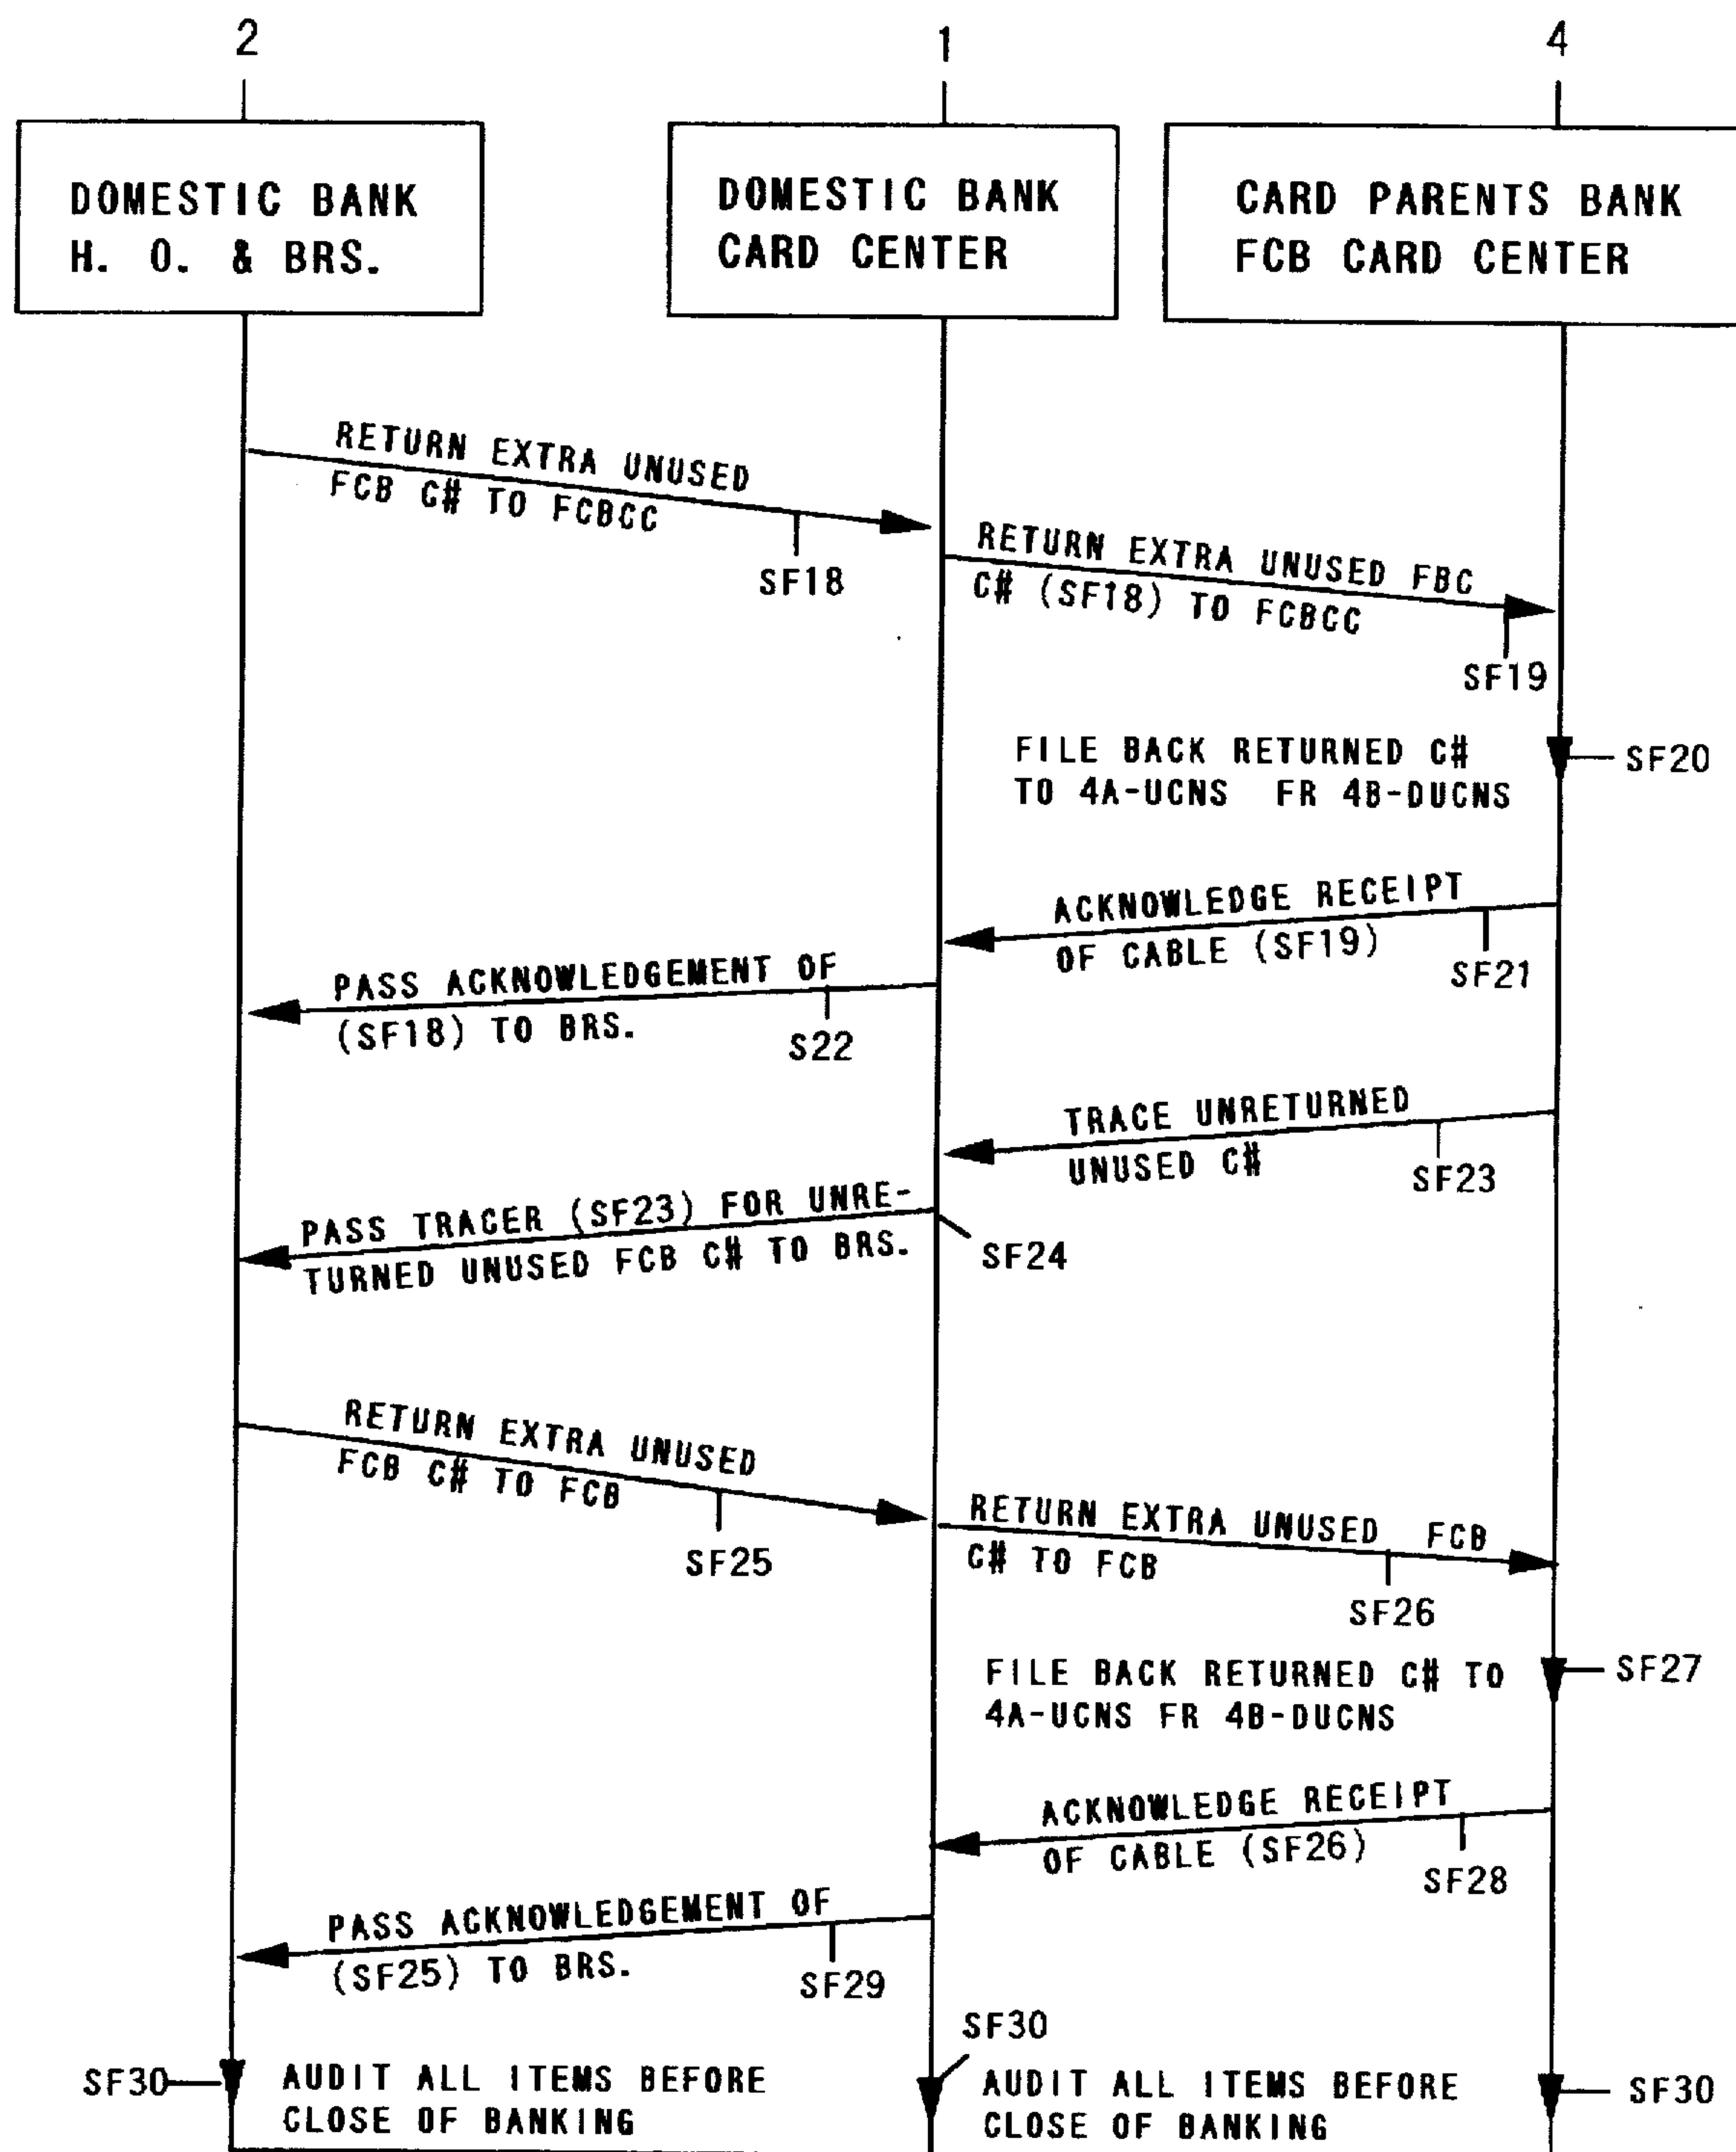 2
1
4
DOMESTIC BANK
H. O. & BRS.
DOMESTIC BANK
CARD CENTER
CARD PARENTS BANK
FCB CARD CENTER
RETURN EXTRA UNUSED
FCB C# TO FCBCC
SF18
RETURN EXTRA UNUSED FBC
C# (SF18) TO FCBCC
SF19
FILE BACK RETURNED C#
TO 4A-UCNS FR 4B-DUCNS
SF20
ACKNOWLEDGE RECEIPT
OF CABLE (SF19)
SF21
PASS ACKNOWLEDGEMENT OF
(SF18) TO BRS.
S22
TRACE UNRETURNED
UNUSED C#
SF23
PASS TRACER (SF23) FOR UNRE-
TURNED UNUSED FCB C# TO BRS.
SF24
RETURN EXTRA UNUSED
FCB C# TO FCB
SF25
RETURN EXTRA UNUSED FCB
C# TO FCB
SF26
FILE BACK RETURNED C# TO
4A-UCNS FR 4B-DUCNS
SF27
ACKNOWLEDGE RECEIPT
OF CABLE (SF26)
SF28
PASS ACKNOWLEDGEMENT OF
(SF25) TO BRS.
SF29
SF30
AUDIT ALL ITEMS BEFORE
CLOSE OF BANKING
SF30
AUDIT ALL ITEMS BEFORE
CLOSE OF BANKING
SF30